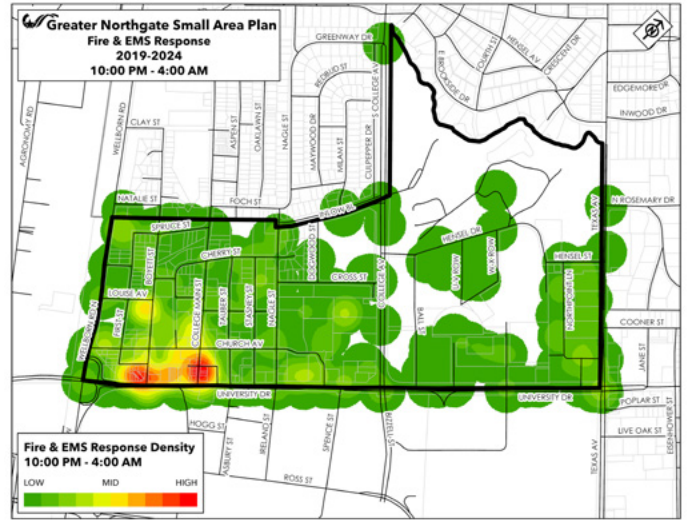 Greater Northgate Small Area Plan
Fire & EMS Response
2019-2024
10:00 PM - 4:00 AM
GREENWAY DR
REDBUD ST
S COLLEGE AV
FOURTH ST
HENSEL AV
CRESCENT DR
E BROOKSIDE DR
EDGEMORE DR
INWOOD DR
AGRONOMY RD
WELLBORN RD
CLAY ST
ASPEN ST
OAKLAWN ST
NAGLE ST
MAYWOOD DR
MILAM ST
CULPEPPER DR
NATALIE ST
FOCH ST
INLOW BL
TEXAS AV
N ROSEMARY DR
SPRUCE ST
BOYETT ST
CHERRY ST
DOGWOOD ST
HENSEL DR
CROSS ST
COLLEGE AV
HENSEL ST
LOUISE AV
FIRST ST
COLLEGE MAIN ST
TAUBER ST
STASNEY ST
NAGLE ST
NORTHPOINT LN
WELLBORN RD N
CHURCH AV
BALL ST
COONER ST
JANE ST
UNIVERSITY DR
UNIVERSITY DR
POPLAR ST
HOGG ST
ASBURY ST
IRELAND ST
SPENCE ST
BIZZELL ST
LIVE OAK ST
EISENHOWER ST
TEXAS AV
ROSS ST
Fire & EMS Response Density
10:00 PM - 4:00 AM
LOW MID HIGH